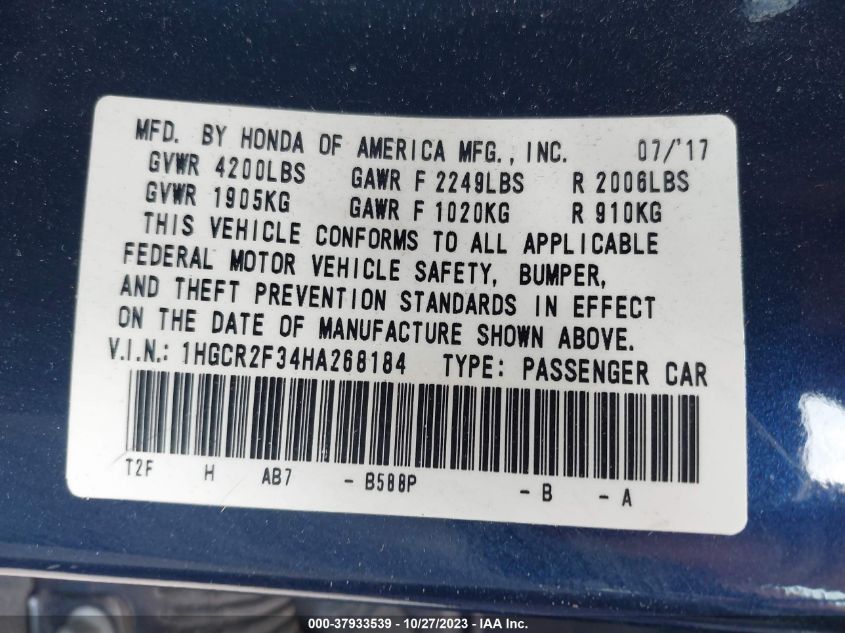 MFD. BY HONDA OF AMERICA MFG., INC. 07/'17
GVWR 4200LBS GAWR F 2249LBS R 2006LBS
GVWR 1905KG GAWR F 1020KG R 910KG
THIS VEHICLE CONFORMS TO ALL APPLICABLE
FEDERAL MOTOR VEHICLE SAFETY, BUMPER,
AND THEFT PREVENTION STANDARDS IN EFFECT
ON THE DATE OF MANUFACTURE SHOWN ABOVE.
V.I.N.: 1HGCR2F34HA268184 TYPE: PASSENGER CAR
T2F H AB7 - B588P - B - A
000-37933539 - 10/27/2023 - IAA Inc.